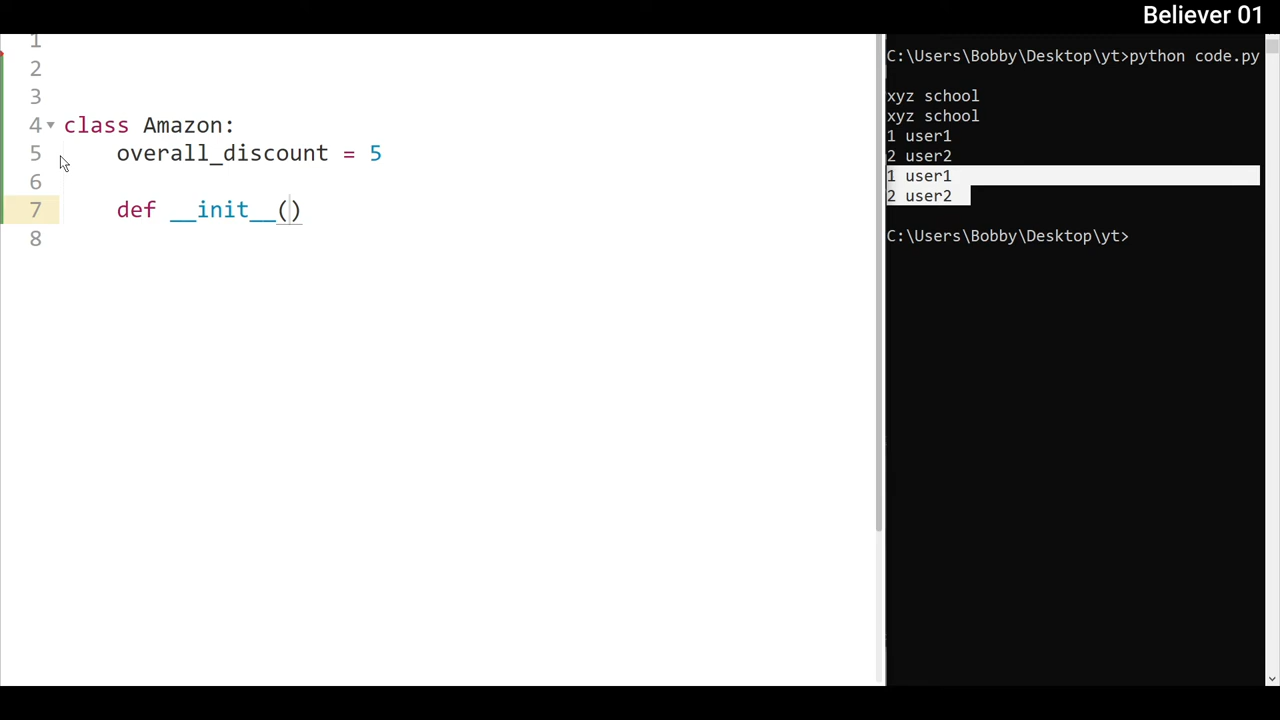 Believer 01
1
2
3
4 class Amazon:
5 overall_discount = 5
6
7 def __init__()
8
C:\Users\Bobby\Desktop\yt>python code.py
xyz school
xyz school
1 user1
2 user2
1 user1
2 user2
C:\Users\Bobby\Desktop\yt>